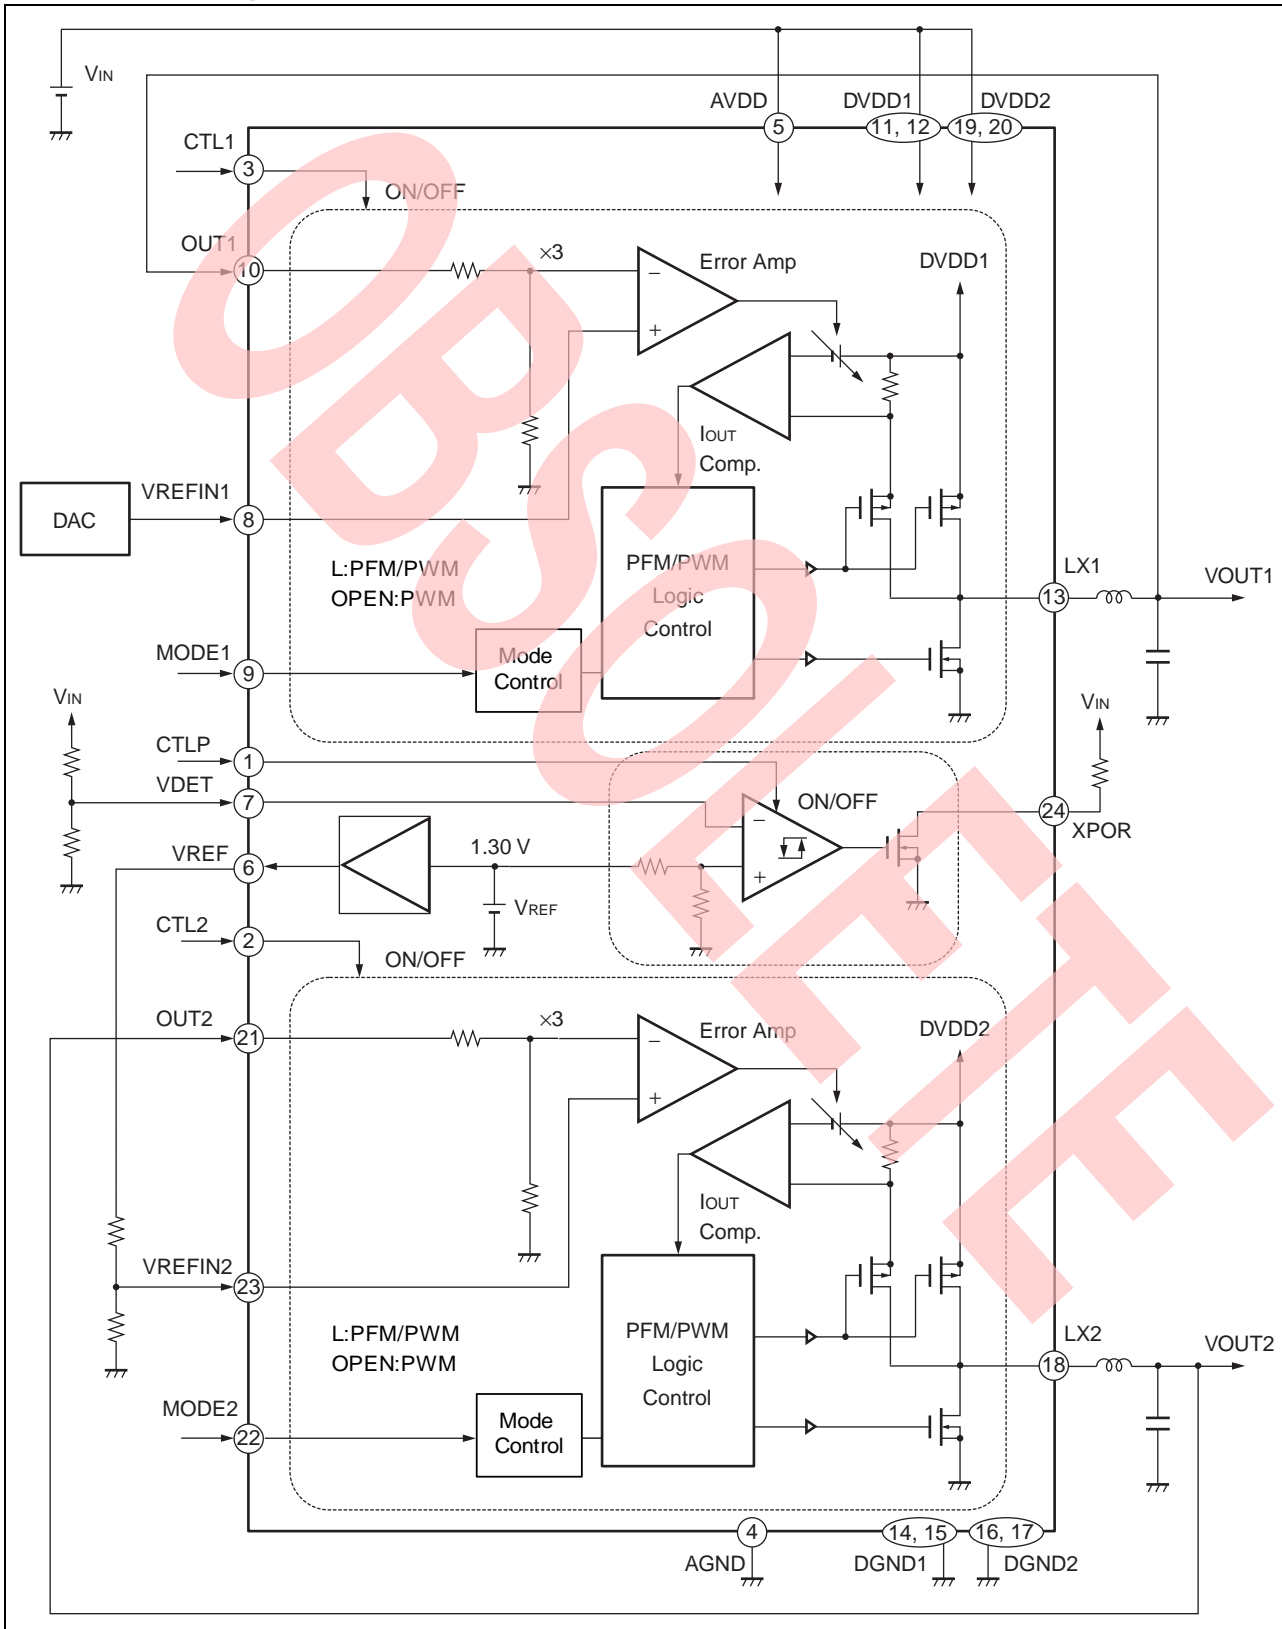 VIN
AVDD
DVDD1
DVDD2
5
11, 12
19, 20
CTL1
3
ON/OFF
OUT1
10
×3
Error Amp
DVDD1
−
+
IOUT
Comp.
DAC
VREFIN1
8
L:PFM/PWM
OPEN:PWM
PFM/PWM
Logic
Control
LX1
13
VOUT1
MODE1
9
Mode
Control
VIN
VIN
CTLP
1
VDET
7
ON/OFF
−
+
24
XPOR
VREF
6
1.30 V
VREF
CTL2
2
ON/OFF
OUT2
21
×3
Error Amp
DVDD2
−
+
IOUT
Comp.
VREFIN2
23
L:PFM/PWM
OPEN:PWM
PFM/PWM
Logic
Control
LX2
18
VOUT2
MODE2
22
Mode
Control
4
14, 15
16, 17
AGND
DGND1
DGND2
OBSOLETE